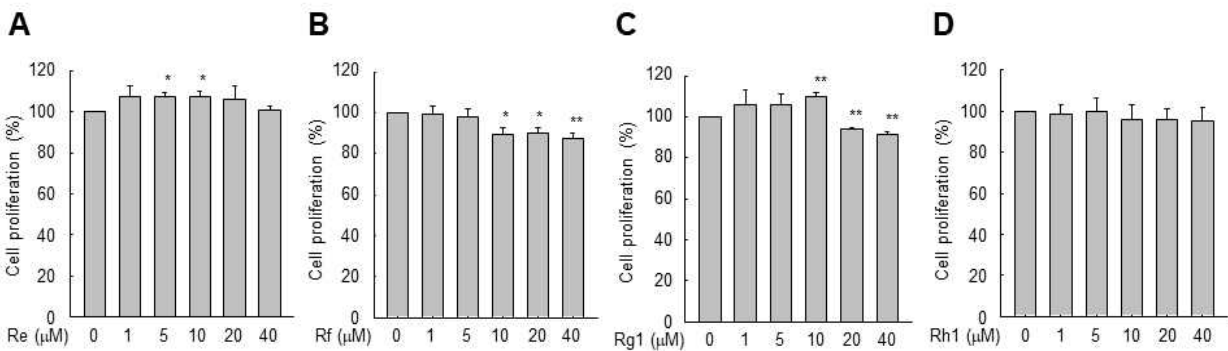 A
Cell proliferation (%)
120
100
80
60
40
20
0
* *
Re (μM) 0 1 5 10 20 40
B
Cell proliferation (%)
120
100
80
60
40
20
0
* * **
Rf (μM) 0 1 5 10 20 40
C
Cell proliferation (%)
120
100
80
60
40
20
0
** ** **
Rg1 (μM) 0 1 5 10 20 40
D
Cell proliferation (%)
120
100
80
60
40
20
0
Rh1 (μM) 0 1 5 10 20 40